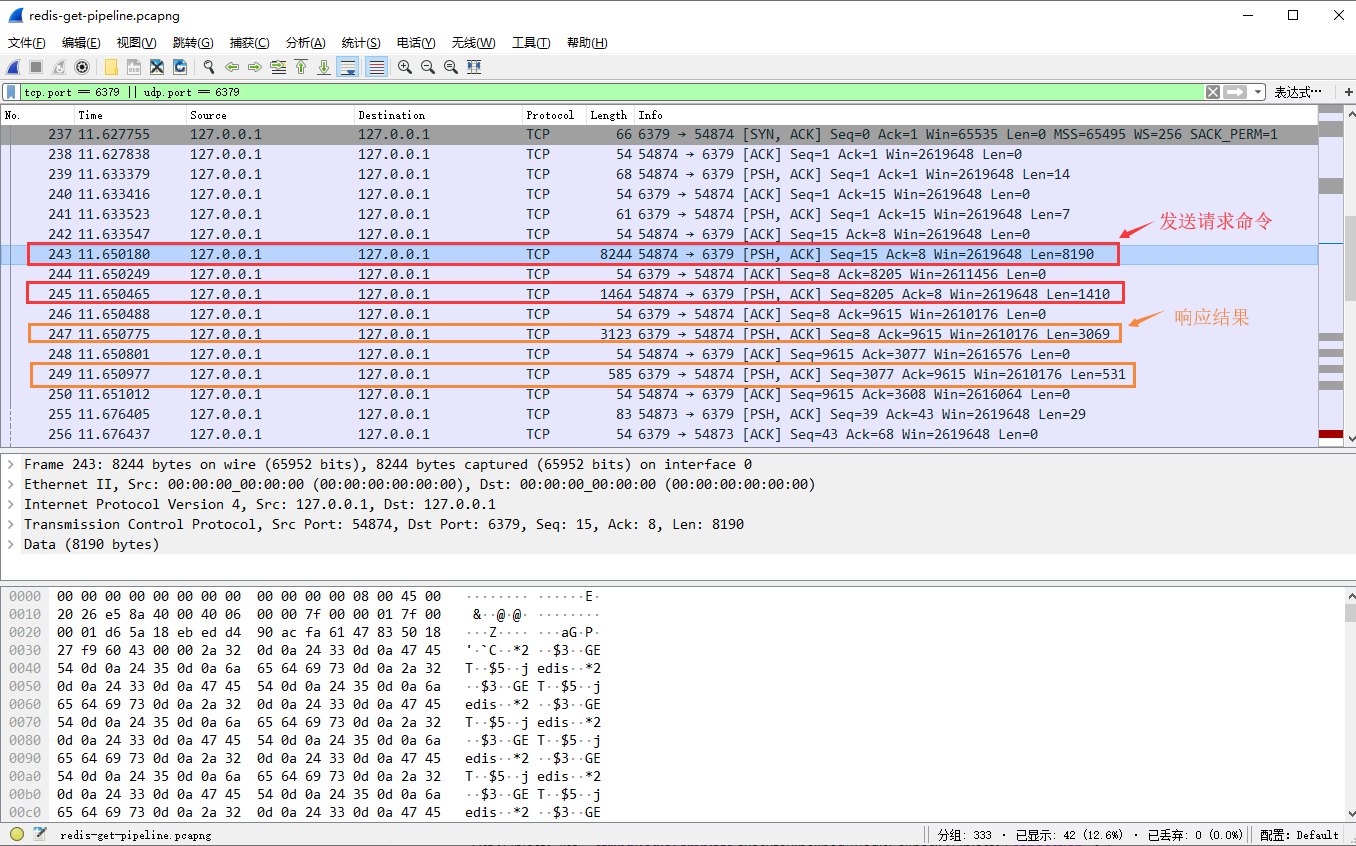 redis-get-pipeline.pcapng
文件(F) 编辑(E) 视图(V) 跳转(G) 捕获(C) 分析(A) 统计(S) 电话(Y) 无线(W) 工具(T) 帮助(H)
tcp.port == 6379 || udp.port == 6379 表达式… +
No. Time Source Destination Protocol Length Info
237 11.627755 127.0.0.1 127.0.0.1 TCP 66 6379 → 54874 [SYN, ACK] Seq=0 Ack=1 Win=65535 Len=0 MSS=65495 WS=256 SACK_PERM=1
238 11.627838 127.0.0.1 127.0.0.1 TCP 54 54874 → 6379 [ACK] Seq=1 Ack=1 Win=2619648 Len=0
239 11.633379 127.0.0.1 127.0.0.1 TCP 68 54874 → 6379 [PSH, ACK] Seq=1 Ack=1 Win=2619648 Len=14
240 11.633416 127.0.0.1 127.0.0.1 TCP 54 6379 → 54874 [ACK] Seq=1 Ack=15 Win=2619648 Len=0
241 11.633523 127.0.0.1 127.0.0.1 TCP 61 6379 → 54874 [PSH, ACK] Seq=1 Ack=15 Win=2619648 Len=7
发送请求命令
242 11.633547 127.0.0.1 127.0.0.1 TCP 54 54874 → 6379 [ACK] Seq=15 Ack=8 Win=2619648 Len=0
243 11.650180 127.0.0.1 127.0.0.1 TCP 8244 54874 → 6379 [PSH, ACK] Seq=15 Ack=8 Win=2619648 Len=8190
244 11.650249 127.0.0.1 127.0.0.1 TCP 54 6379 → 54874 [ACK] Seq=8 Ack=8205 Win=2611456 Len=0
245 11.650465 127.0.0.1 127.0.0.1 TCP 1464 54874 → 6379 [PSH, ACK] Seq=8205 Ack=8 Win=2619648 Len=1410
246 11.650488 127.0.0.1 127.0.0.1 TCP 54 6379 → 54874 [ACK] Seq=8 Ack=9615 Win=2610176 Len=0
响应结果
247 11.650775 127.0.0.1 127.0.0.1 TCP 3123 6379 → 54874 [PSH, ACK] Seq=8 Ack=9615 Win=2610176 Len=3069
248 11.650801 127.0.0.1 127.0.0.1 TCP 54 54874 → 6379 [ACK] Seq=9615 Ack=3077 Win=2616576 Len=0
249 11.650977 127.0.0.1 127.0.0.1 TCP 585 6379 → 54874 [PSH, ACK] Seq=3077 Ack=9615 Win=2610176 Len=531
250 11.651012 127.0.0.1 127.0.0.1 TCP 54 54874 → 6379 [ACK] Seq=9615 Ack=3608 Win=2616064 Len=0
255 11.676405 127.0.0.1 127.0.0.1 TCP 83 54873 → 6379 [PSH, ACK] Seq=39 Ack=43 Win=2619648 Len=29
256 11.676437 127.0.0.1 127.0.0.1 TCP 54 6379 → 54873 [ACK] Seq=43 Ack=68 Win=2619648 Len=0
Frame 243: 8244 bytes on wire (65952 bits), 8244 bytes captured (65952 bits) on interface 0
Ethernet II, Src: 00:00:00_00:00:00 (00:00:00:00:00:00), Dst: 00:00:00_00:00:00 (00:00:00:00:00:00)
Internet Protocol Version 4, Src: 127.0.0.1, Dst: 127.0.0.1
Transmission Control Protocol, Src Port: 54874, Dst Port: 6379, Seq: 15, Ack: 8, Len: 8190
Data (8190 bytes)
0000 00 00 00 00 00 00 00 00 00 00 00 00 08 00 45 00 ········ ······E·
0010 20 26 e5 8a 40 00 40 06 00 00 7f 00 00 01 7f 00 &··@·@· ········
0020 00 01 d6 5a 18 eb ed d4 90 ac fa 61 47 83 50 18 ···Z···· ···aG·P·
0030 27 f9 60 43 00 00 2a 32 0d 0a 24 33 0d 0a 47 45 '·`C··*2 ··$3··GE
0040 54 0d 0a 24 35 0d 0a 6a 65 64 69 73 0d 0a 2a 32 T··$5··j edis··*2
0050 0d 0a 24 33 0d 0a 47 45 54 0d 0a 24 35 0d 0a 6a ··$3··GE T··$5··j
0060 65 64 69 73 0d 0a 2a 32 0d 0a 24 33 0d 0a 47 45 edis··*2 ··$3··GE
0070 54 0d 0a 24 35 0d 0a 6a 65 64 69 73 0d 0a 2a 32 T··$5··j edis··*2
0080 0d 0a 24 33 0d 0a 47 45 54 0d 0a 24 35 0d 0a 6a ··$3··GE T··$5··j
0090 65 64 69 73 0d 0a 2a 32 0d 0a 24 33 0d 0a 47 45 edis··*2 ··$3··GE
00a0 54 0d 0a 24 35 0d 0a 6a 65 64 69 73 0d 0a 2a 32 T··$5··j edis··*2
00b0 0d 0a 24 33 0d 0a 47 45 54 0d 0a 24 35 0d 0a 6a ··$3··GE T··$5··j
00c0 65 64 69 73 0d 0a 2a 32 0d 0a 24 33 0d 0a 47 45 edis··*2 ··$3··GE
redis-get-pipeline.pcapng 分组: 333 · 已显示: 42 (12.6%) · 已丢弃: 0 (0.0%) 配置: Default